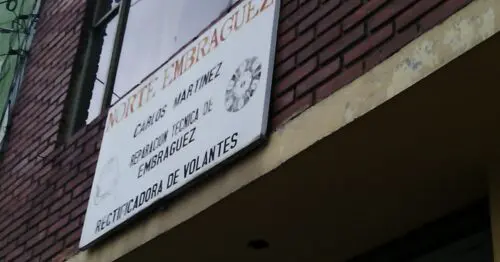 NORTE EMBRAGUEZ
CARLOS MARTINEZ
REPARACION TECNICA DE
EMBRAGUEZ
RECTIFICADORA DE VOLANTES